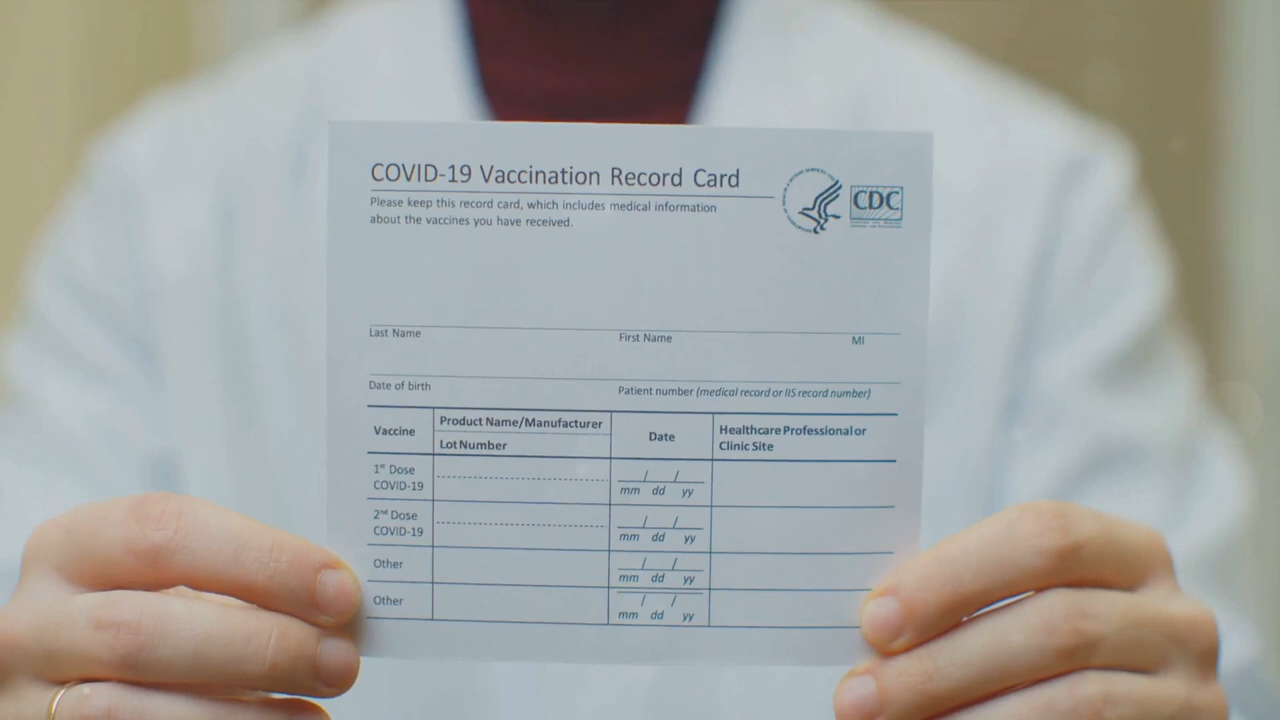 COVID-19 Vaccination Record Card
Please keep this record card, which includes medical information
about the vaccines you have received.
CDC
Last Name First Name MI
Date of birth Patient number (medical record or IIS record number)
Vaccine
Product Name/Manufacturer
Lot Number
Date
Healthcare Professional or
Clinic Site
1st Dose
COVID-19
/ /
mm dd yy
2nd Dose
COVID-19
/ /
mm dd yy
Other
/ /
mm dd yy
Other
/ /
mm dd yy